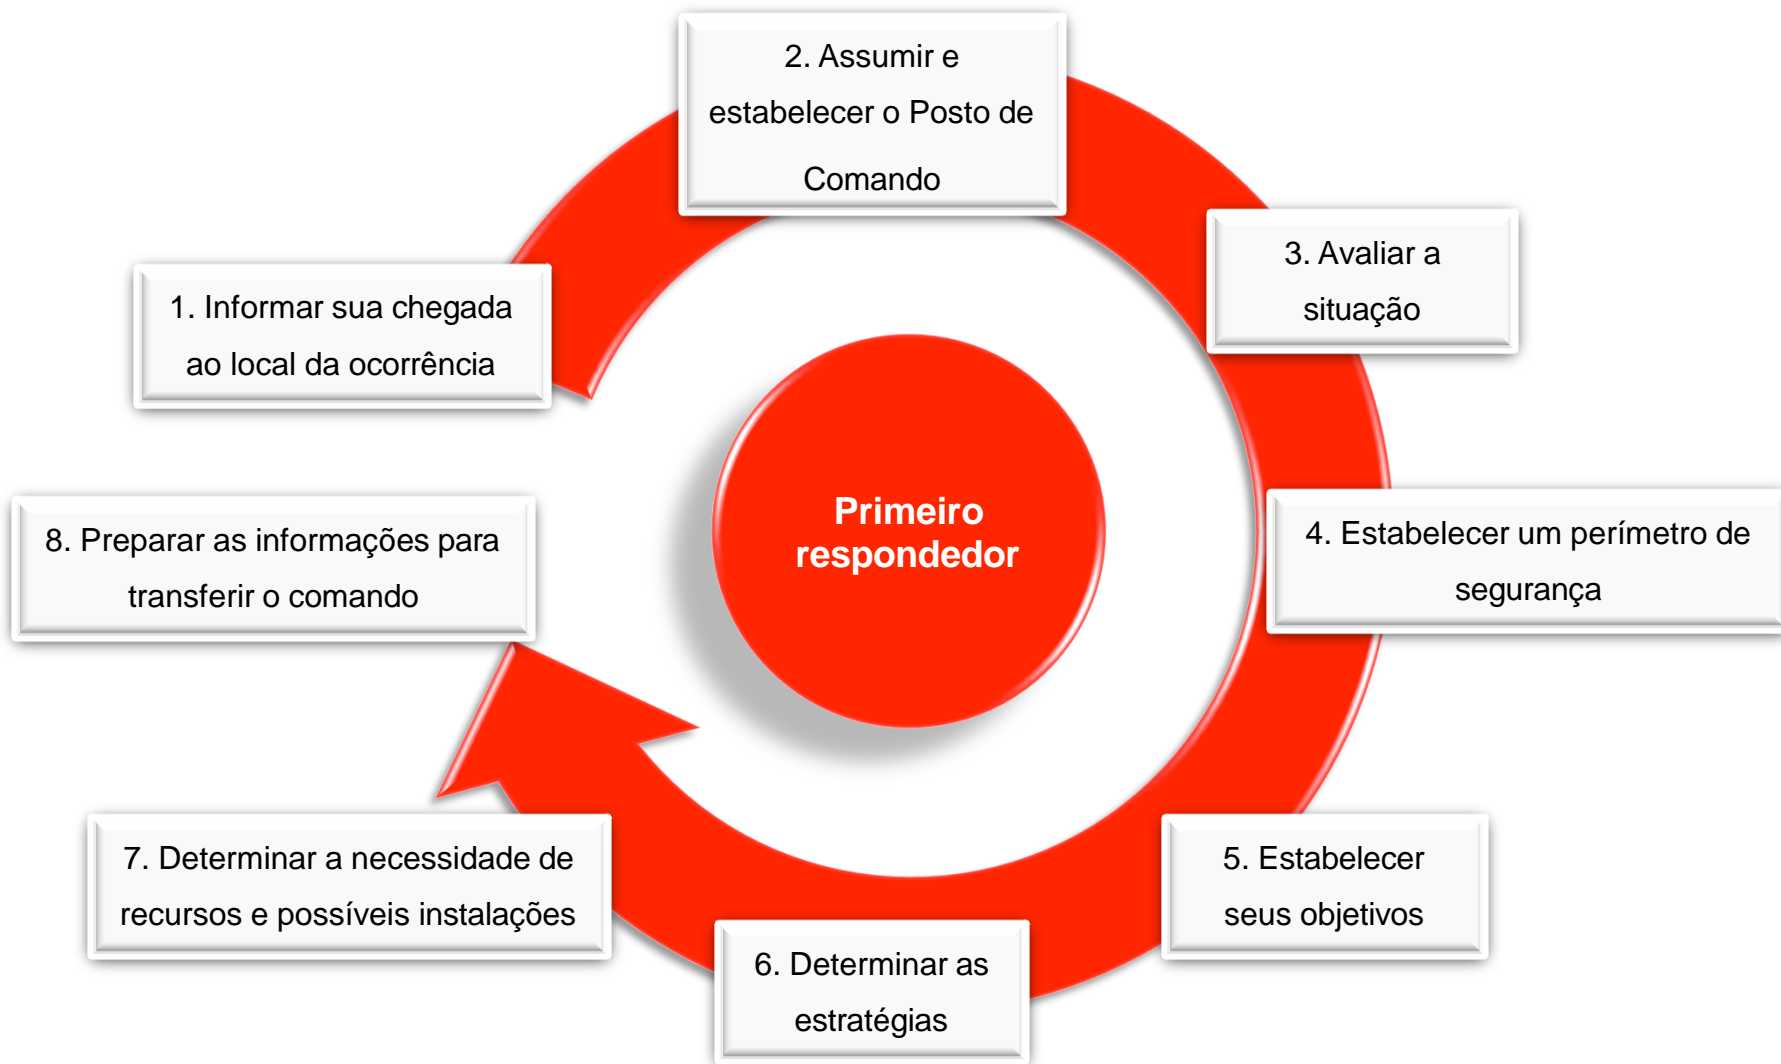 1. Informar sua chegada
ao local da ocorrência
2. Assumir e
estabelecer o Posto de
Comando
3. Avaliar a
situação
4. Estabelecer um perímetro de
segurança
5. Estabelecer
seus objetivos
6. Determinar as
estratégias
7. Determinar a necessidade de
recursos e possíveis instalações
8. Preparar as informações para
transferir o comando
Primeiro
respondedor